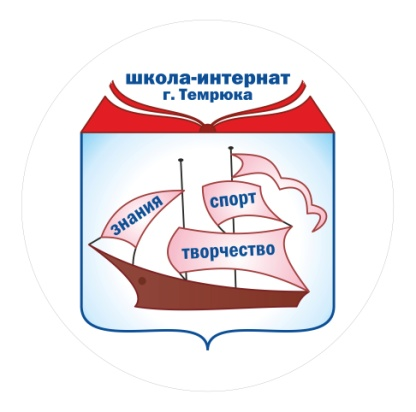 школа-интернат
г. Темрюка
знания
спорт
творчество